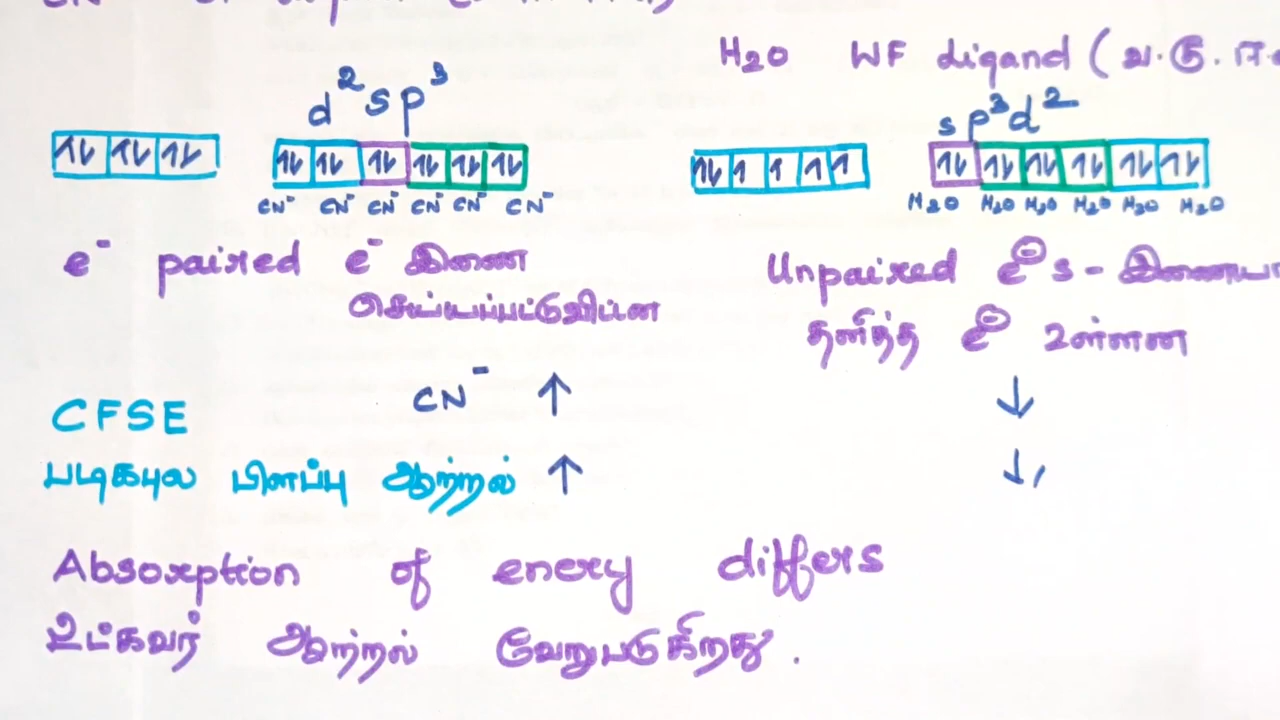 H₂O WF ligand (வ.கு.
d²sp³
sp³d²
CN⁻ CN⁻ CN⁻ CN⁻ CN⁻ CN⁻
H₂O H₂O H₂O H₂O H₂O H₂O
e⁻ paired e⁻ இணை
செய்யப்பட்டுவிட்டன
Unpaired e⁻s -
தனித்த e⁻ உள்ளன
CN⁻ ↑ ↓
CFSE
படிகபுல பிளப்பு ஆற்றல் ↑ ↓,
Absorption of enery differs
உட்கவர் ஆற்றல் வேறுபடுகிறது.